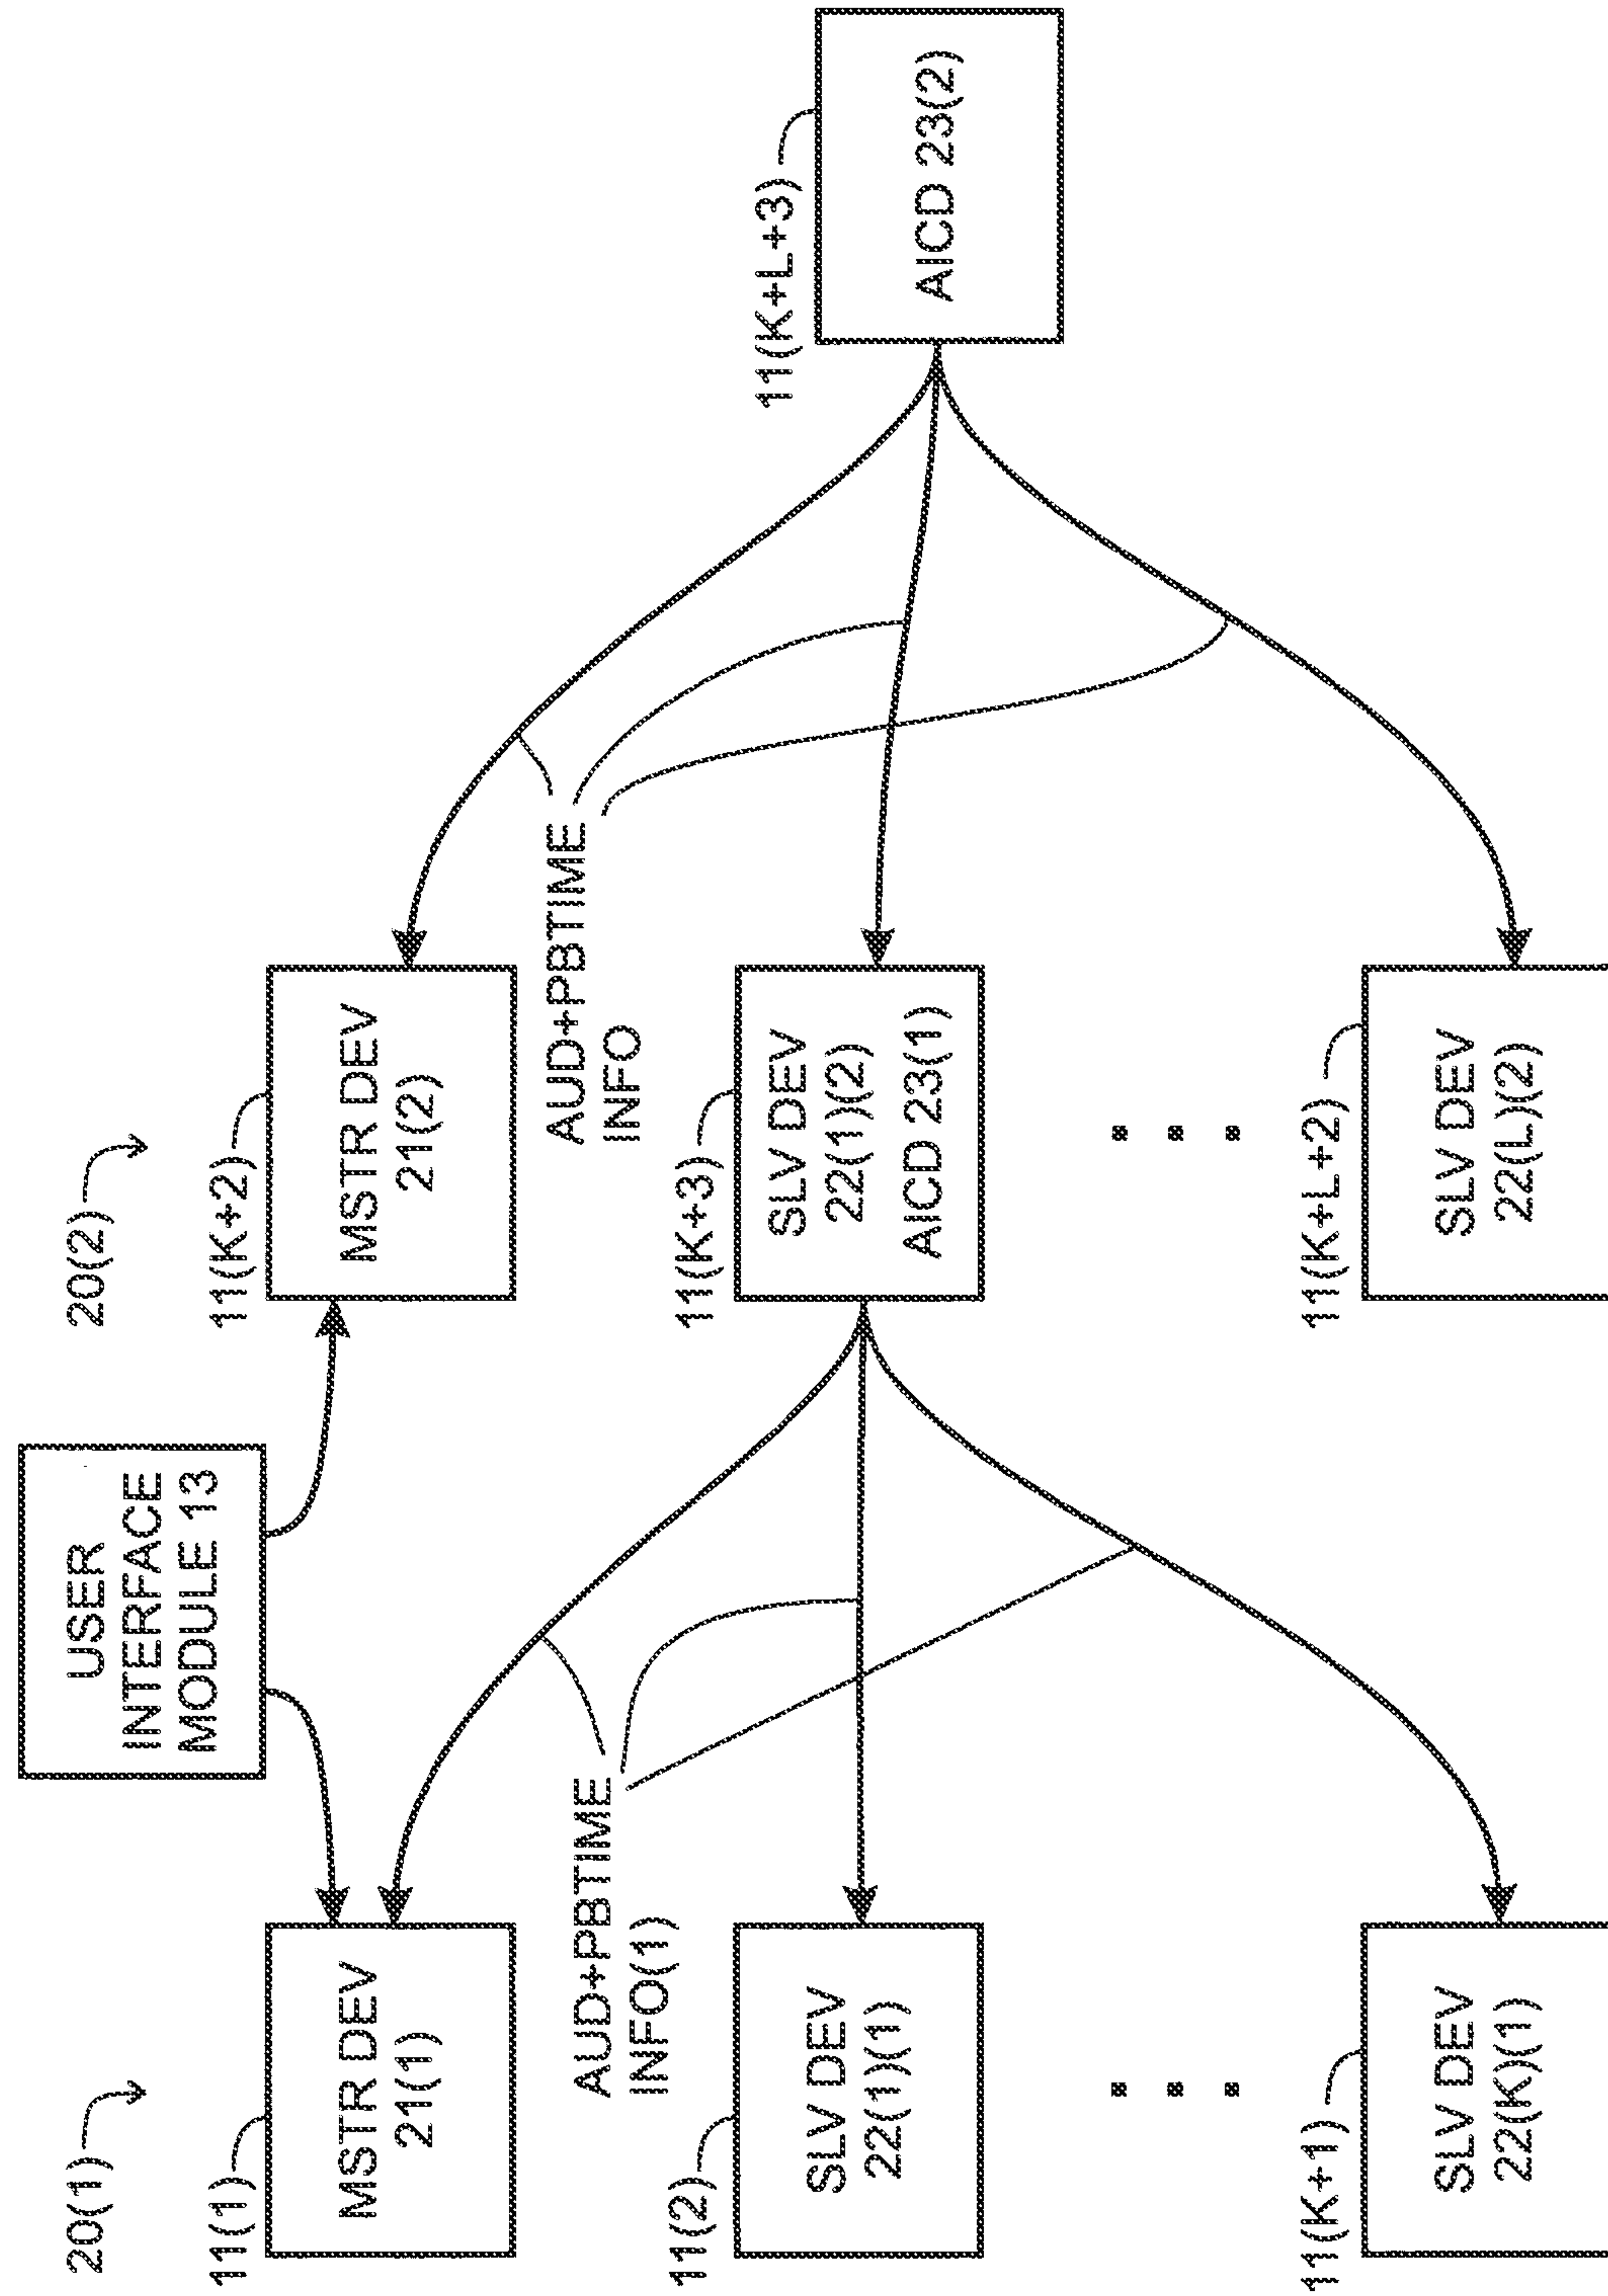 20(1)
11(1)
MSTR DEV
21(1)
AUD+PBTIME
INFO(1)
11(2)
SLV DEV
22(1)(1)
11(K+1)
SLV DEV
22(K)(1)
USER
INTERFACE
MODULE 13
20(2)
11(K+2)
MSTR DEV
21(2)
AUD+PBTIME
INFO
11(K+3)
SLV DEV
22(1)(2)
AICD 23(1)
11(K+L+2)
SLV DEV
22(L)(2)
11(K+L+3)
AICD 23(2)